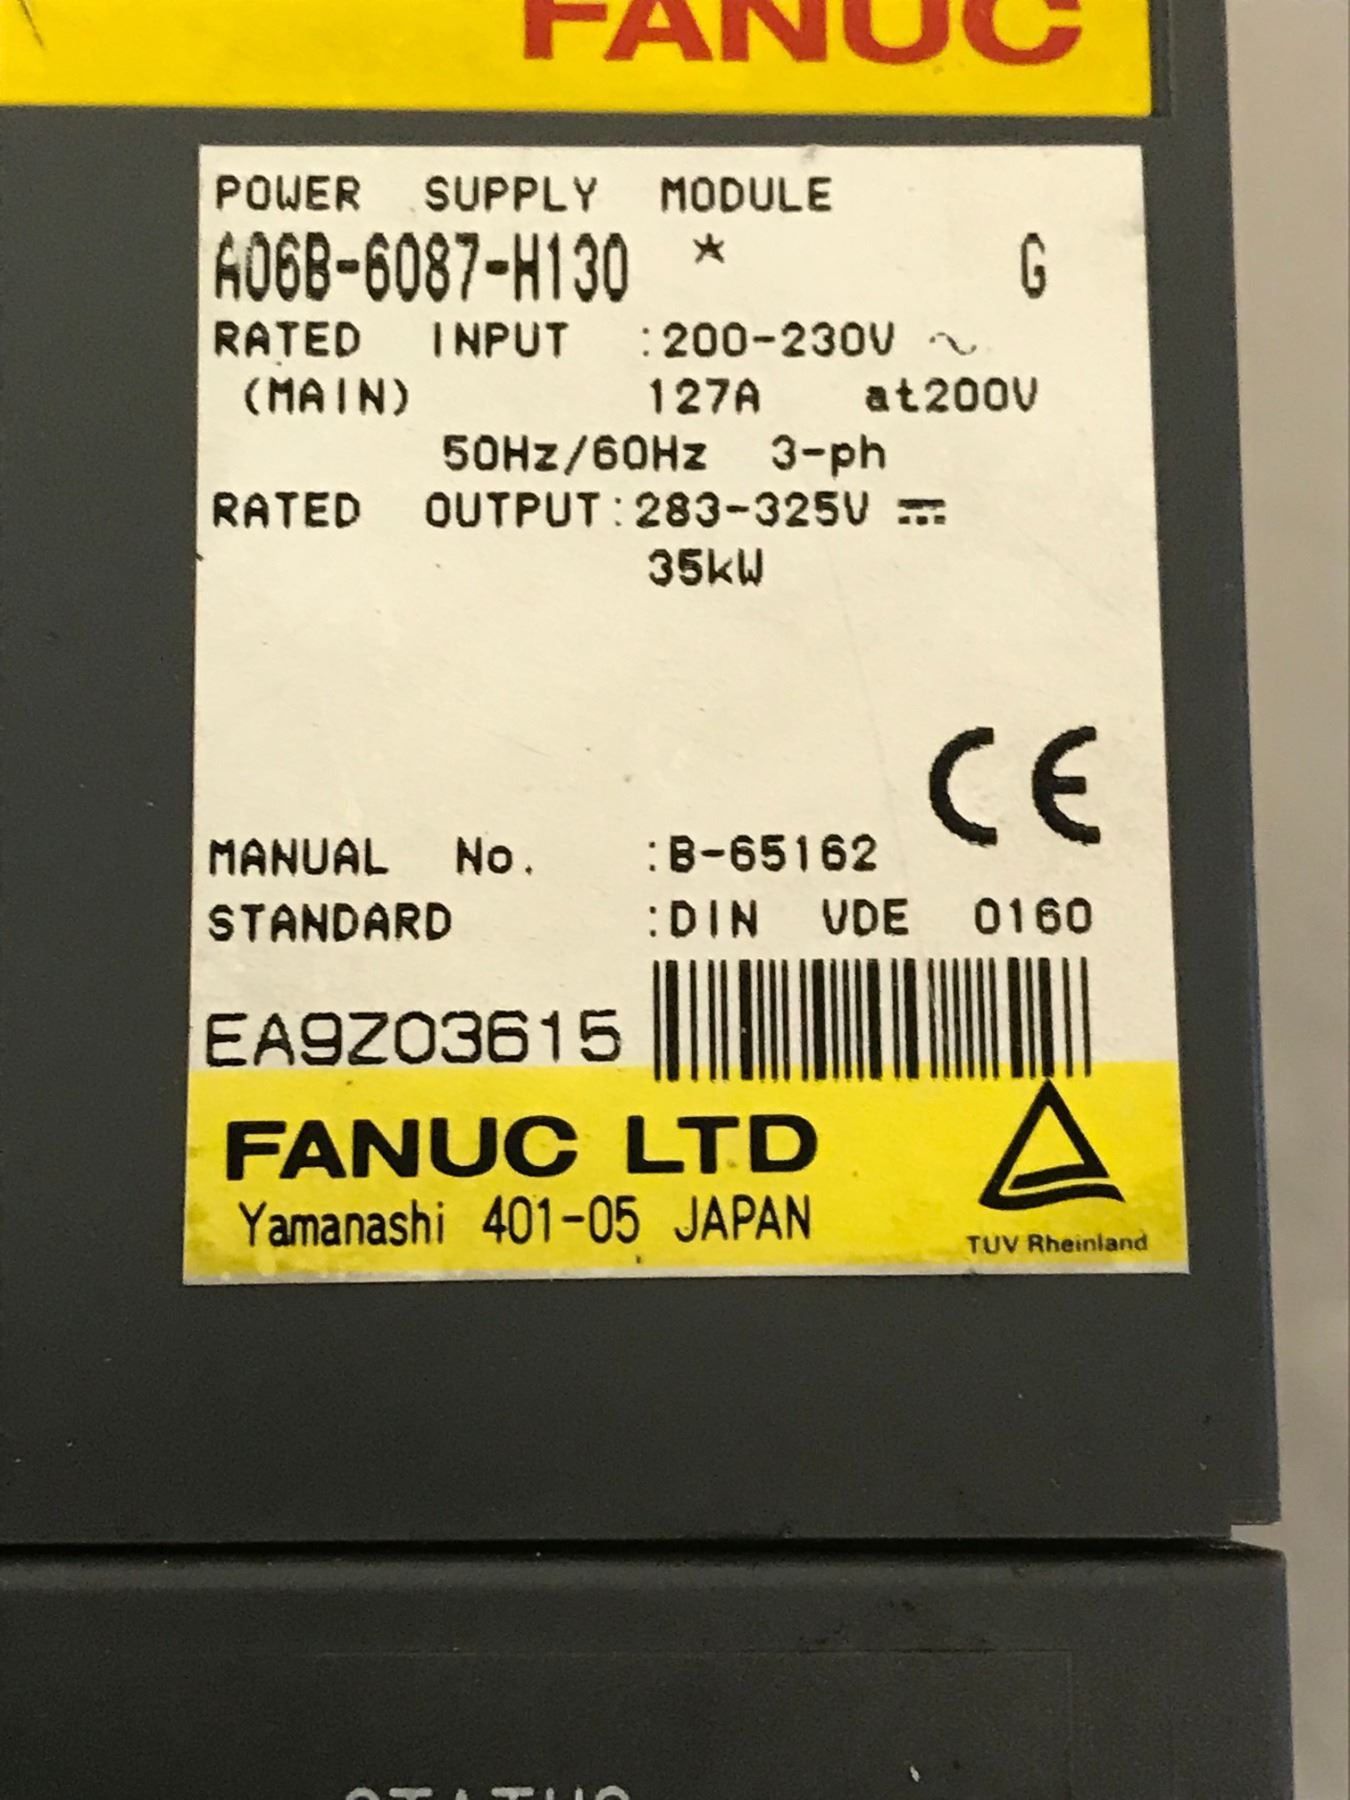 FANUC
POWER SUPPLY MODULE
A06B-6087-H130 * G
RATED INPUT :200-230V ~
(MAIN) 127A at200V
50Hz/60Hz 3-ph
RATED OUTPUT:283-325V ⎓
35kW
CE
MANUAL No. :B-65162
STANDARD :DIN VDE 0160
EA9Z03615
FANUC LTD
Yamanashi 401-05 JAPAN
TUV Rheinland
STATUS